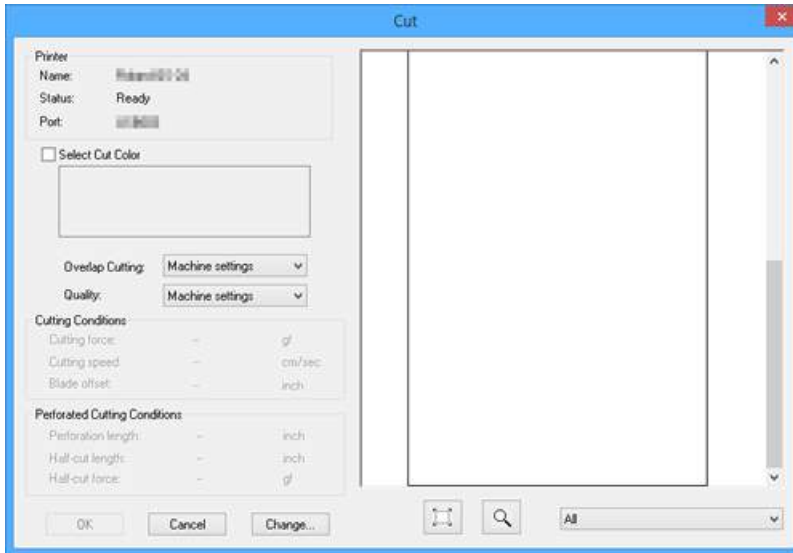 Cut
Printer
Name:
Status: Ready
Port:
Select Cut Color
Overlap Cutting: Machine settings
Quality: Machine settings
Cutting Conditions
Cutting force: -- gf
Cutting speed -- cm/sec
Blade offset: -- inch
Perforated Cutting Conditions
Perforation length: -- inch
Half-cut length: -- inch
Half-cut force: -- gf
OK Cancel Change...
All